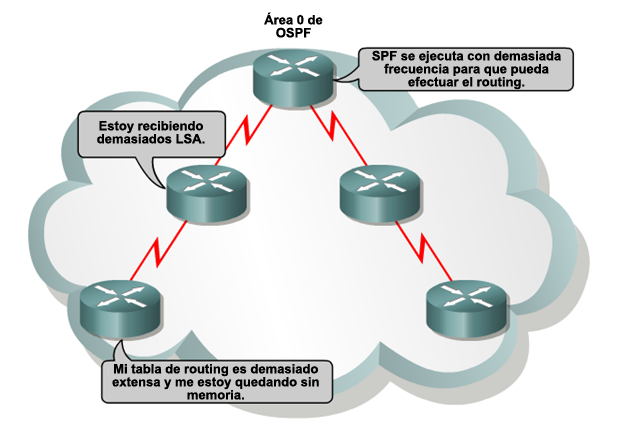 Área 0 de
OSPF
SPF se ejecuta con demasiada
frecuencia para que pueda
efectuar el routing.
Estoy recibiendo
demasiados LSA.
Mi tabla de routing es demasiado
extensa y me estoy quedando sin
memoria.